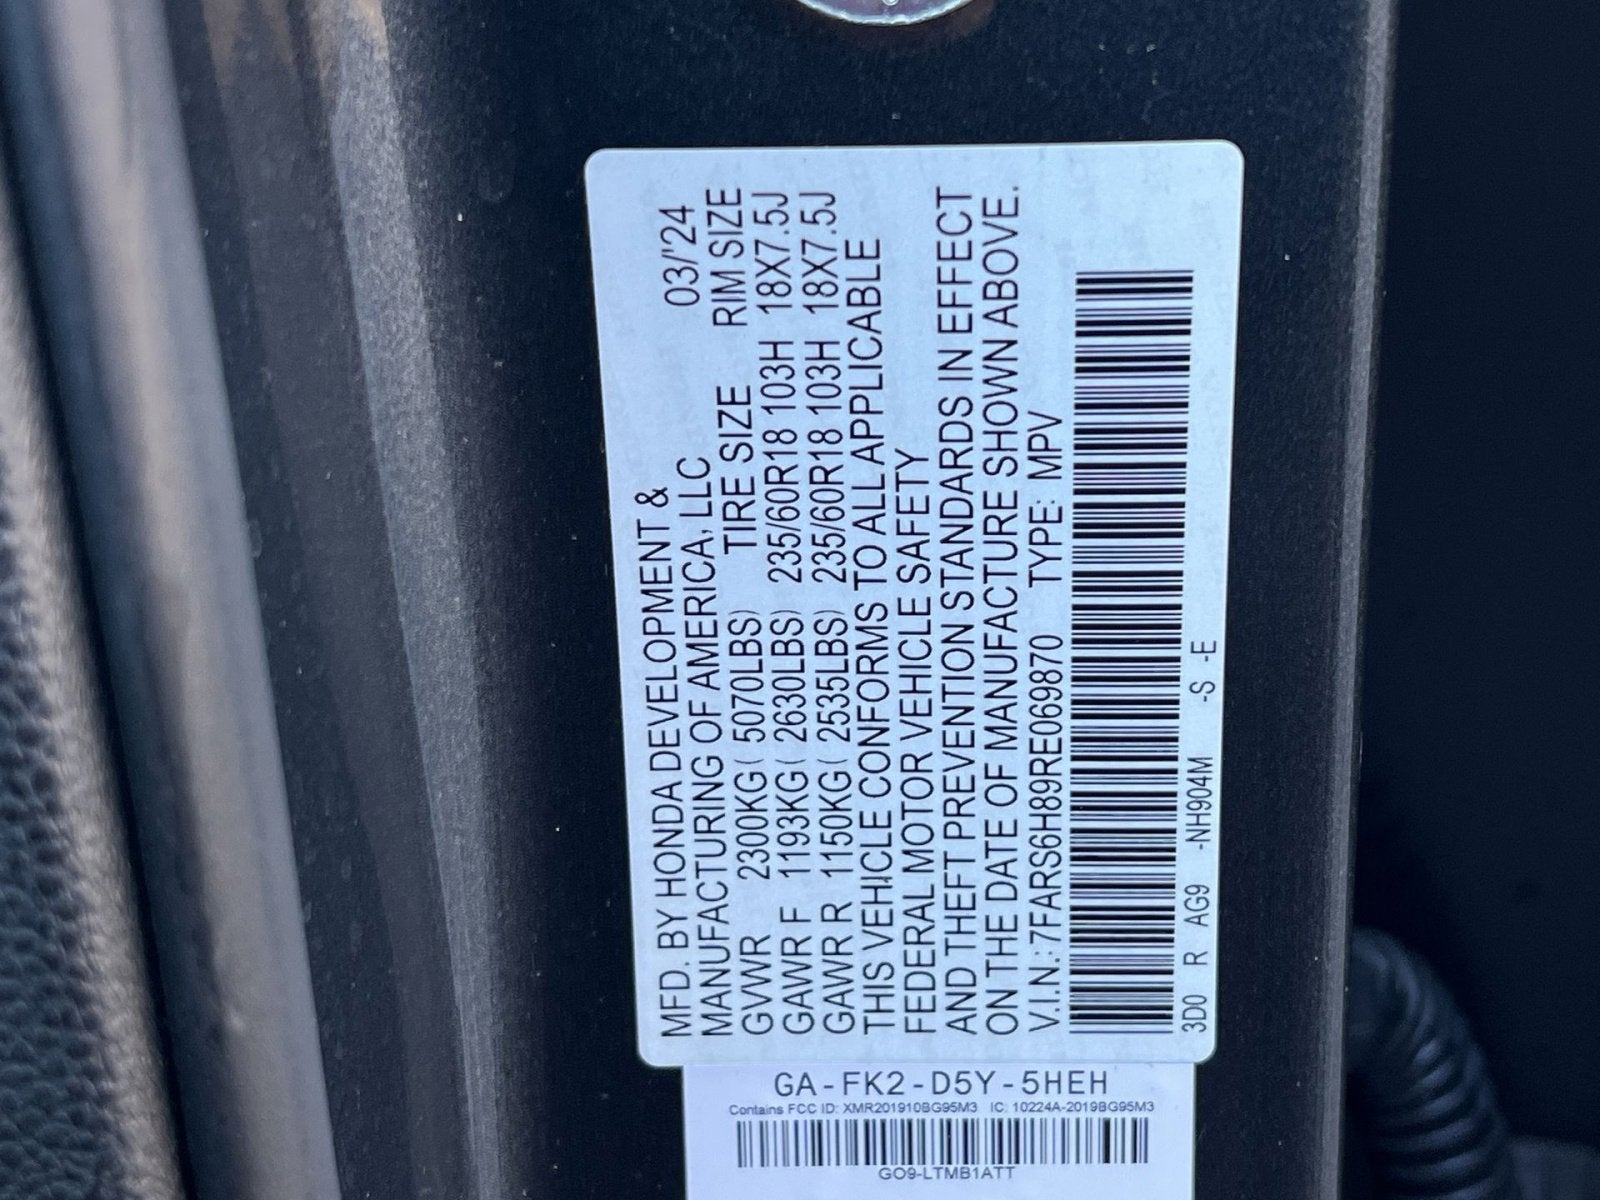 MFD. BY HONDA DEVELOPMENT &
MANUFACTURING OF AMERICA, LLC 03/'24
GVWR 2300KG( 5070LBS) TIRE SIZE RIM SIZE
GAWR F 1193KG( 2630LBS) 235/60R18 103H 18X7.5J
GAWR R 1150KG( 2535LBS) 235/60R18 103H 18X7.5J
THIS VEHICLE CONFORMS TO ALL APPLICABLE
FEDERAL MOTOR VEHICLE SAFETY
AND THEFT PREVENTION STANDARDS IN EFFECT
ON THE DATE OF MANUFACTURE SHOWN ABOVE.
V.I.N.: 7FARS6H89RE069870 TYPE: MPV
3D0 R AG9 -NH904M -S -E
GA-FK2-D5Y-5HEH
Contains FCC ID: XMR201910BG95M3 IC: 10224A-2019BG95M3
GO9-LTMB1ATT